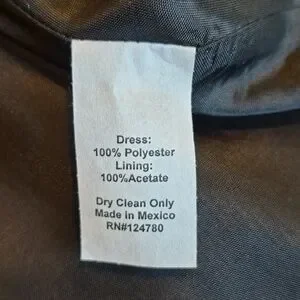 Dress:
100% Polyester
Lining:
100%Acetate
Dry Clean Only
Made in Mexico
RN#124780